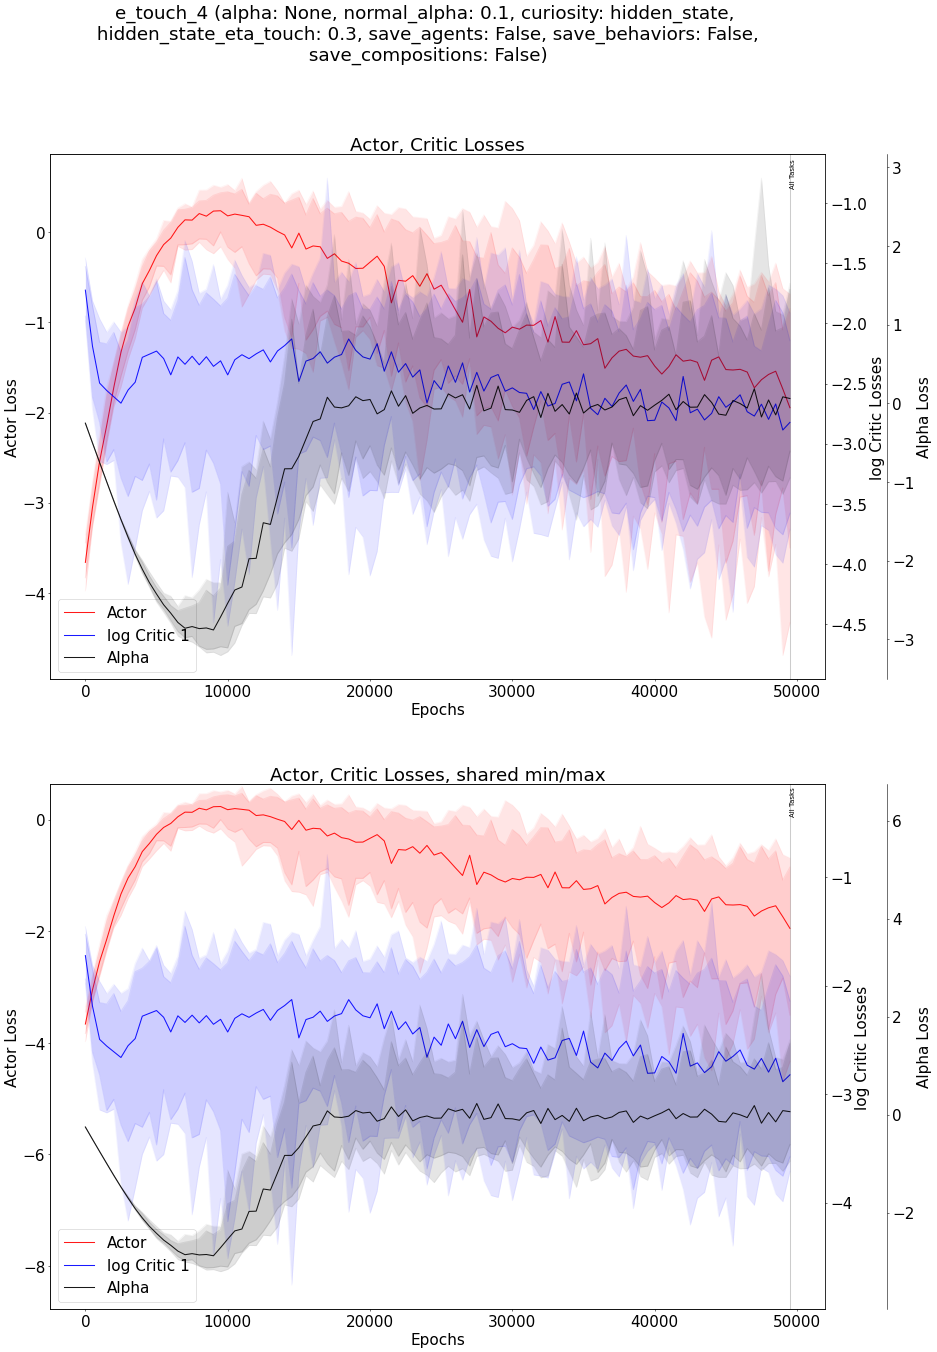 e_touch_4 (alpha: None, normal_alpha: 0.1, curiosity: hidden_state,
hidden_state_eta_touch: 0.3, save_agents: False, save_behaviors: False,
save_compositions: False)
Actor, Critic Losses
All Tasks
0
−1
−2
−3
−4
Actor Loss
−1.0
−1.5
−2.0
−2.5
−3.0
−3.5
−4.0
−4.5
log Critic Losses
3
2
1
0
−1
−2
−3
Alpha Loss
Actor
log Critic 1
Alpha
0 10000 20000 30000 40000 50000
Epochs
Actor, Critic Losses, shared min/max
All Tasks
0
−2
−4
−6
−8
Actor Loss
−1
−2
−3
−4
log Critic Losses
6
4
2
0
−2
Alpha Loss
Actor
log Critic 1
Alpha
0 10000 20000 30000 40000 50000
Epochs